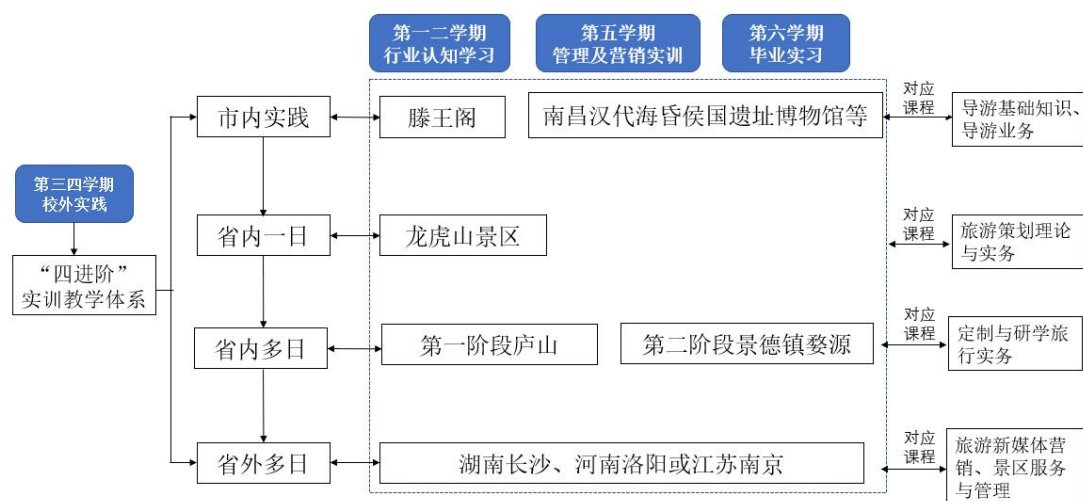 第一二学期
行业认知学习
第五学期
管理及营销实训
第六学期
毕业实习
市内实践
滕王阁
南昌汉代海昏侯国遗址博物馆等
对应
课程
导游基础知识、
导游业务
第三四学期
校外实践
省内一日
龙虎山景区
对应
课程
旅游策划理论
与实务
“四进阶”
实训教学体系
省内多日
第一阶段庐山
第二阶段景德镇婺源
对应
课程
定制与研学旅
行实务
省外多日
湖南长沙、河南洛阳或江苏南京
对应
课程
旅游新媒体营
销、景区服务
与管理